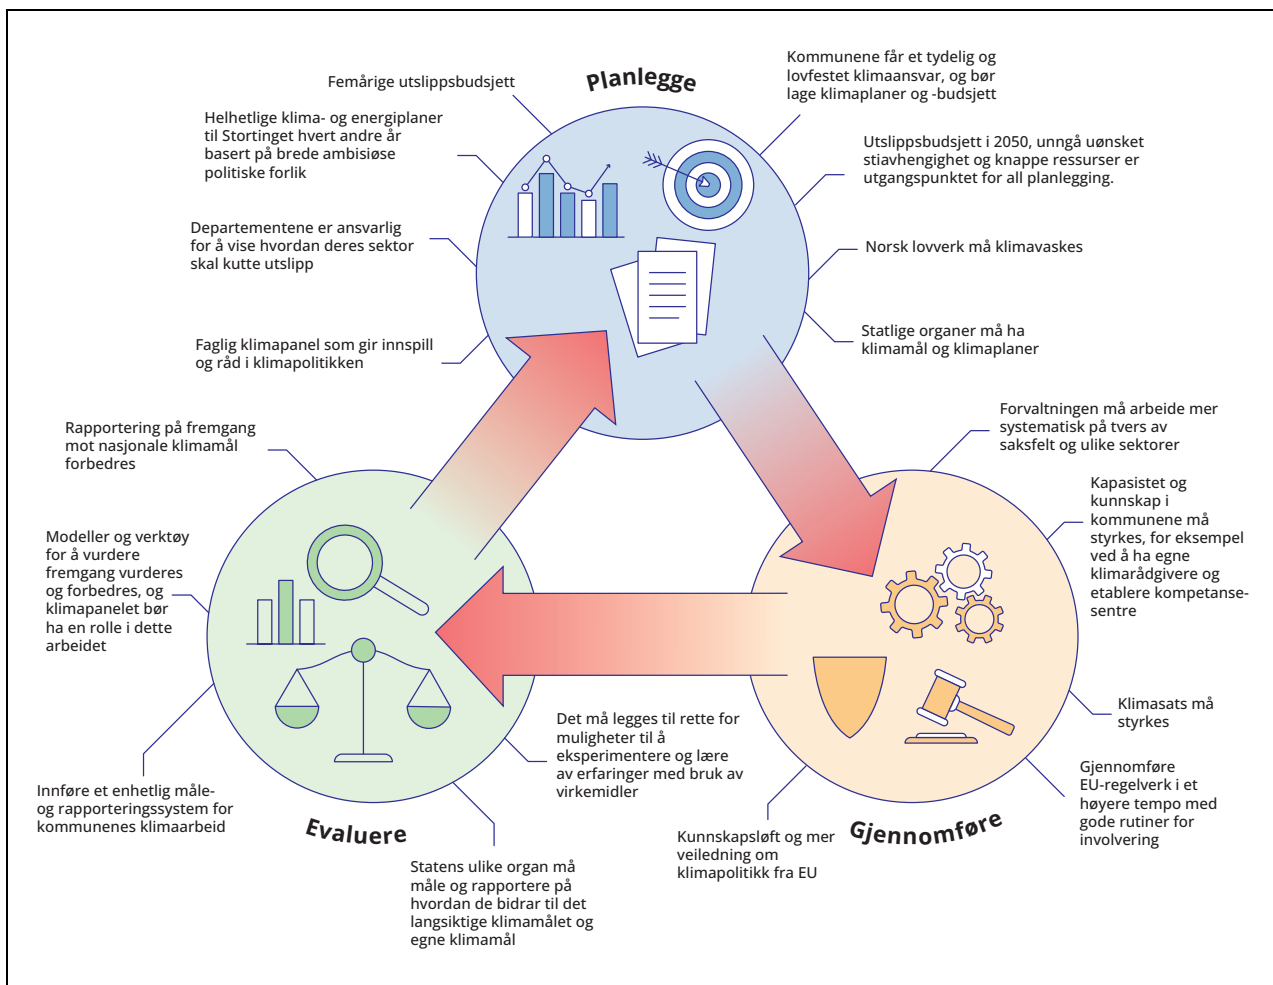 Planlegge
Femårige utslippsbudsjett
Helhetlige klima- og energiplaner
til Stortinget hvert andre år
basert på brede ambisiøse
politiske forlik
Departementene er ansvarlig
for å vise hvordan deres sektor
skal kutte utslipp
Faglig klimapanel som gir innspill
og råd i klimapolitikken
Kommunene får et tydelig og
lovfestet klimaansvar, og bør
lage klimaplaner og -budsjett
Utslippsbudsjett i 2050, unngå uønsket
stiavhengighet og knappe ressurser er
utgangspunktet for all planlegging.
Norsk lovverk må klimavaskes
Statlige organer må ha
klimamål og klimaplaner
Forvaltningen må arbeide mer
systematisk på tvers av
saksfelt og ulike sektorer
Kapasistet og
kunnskap i
kommunene må
styrkes, for eksempel
ved å ha egne
klimarådgivere og
etablere kompetanse-
sentre
Klimasats må
styrkes
Gjennomføre
EU-regelverk i et
høyere tempo med
gode rutiner for
involvering
Kunnskapsløft og mer
veiledning om
klimapolitikk fra EU
Gjennomføre
Rapportering på fremgang
mot nasjonale klimamål
forbedres
Modeller og verktøy
for å vurdere
fremgang vurderes
og forbedres, og
klimapanelet bør
ha en rolle i dette
arbeidet
Innføre et enhetlig måle-
og rapporteringssystem for
kommunenes klimaarbeid
Evaluere
Det må legges til rette for
muligheter til å
eksperimentere og lære
av erfaringer med bruk av
virkemidler
Statens ulike organ må
måle og rapportere på
hvordan de bidrar til det
langsiktige klimamålet og
egne klimamål